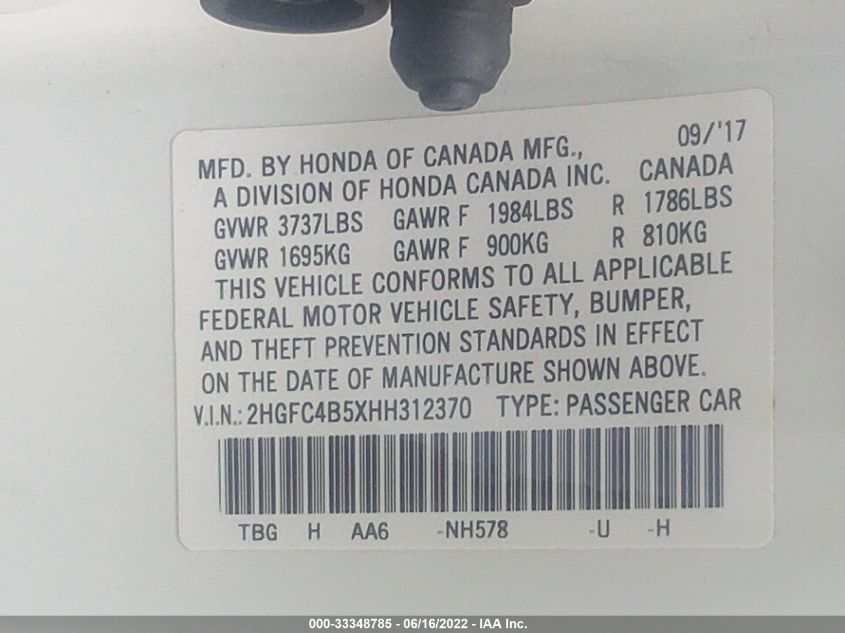 09/'17
MFD. BY HONDA OF CANADA MFG.,
A DIVISION OF HONDA CANADA INC. CANADA
GVWR 3737LBS GAWR F 1984LBS R 1786LBS
GVWR 1695KG GAWR F 900KG R 810KG
THIS VEHICLE CONFORMS TO ALL APPLICABLE
FEDERAL MOTOR VEHICLE SAFETY, BUMPER,
AND THEFT PREVENTION STANDARDS IN EFFECT
ON THE DATE OF MANUFACTURE SHOWN ABOVE.
V.I.N.: 2HGFC4B5XHH312370 TYPE: PASSENGER CAR
TBG H AA6 -NH578 -U -H
000-33348785 - 06/16/2022 - IAA Inc.